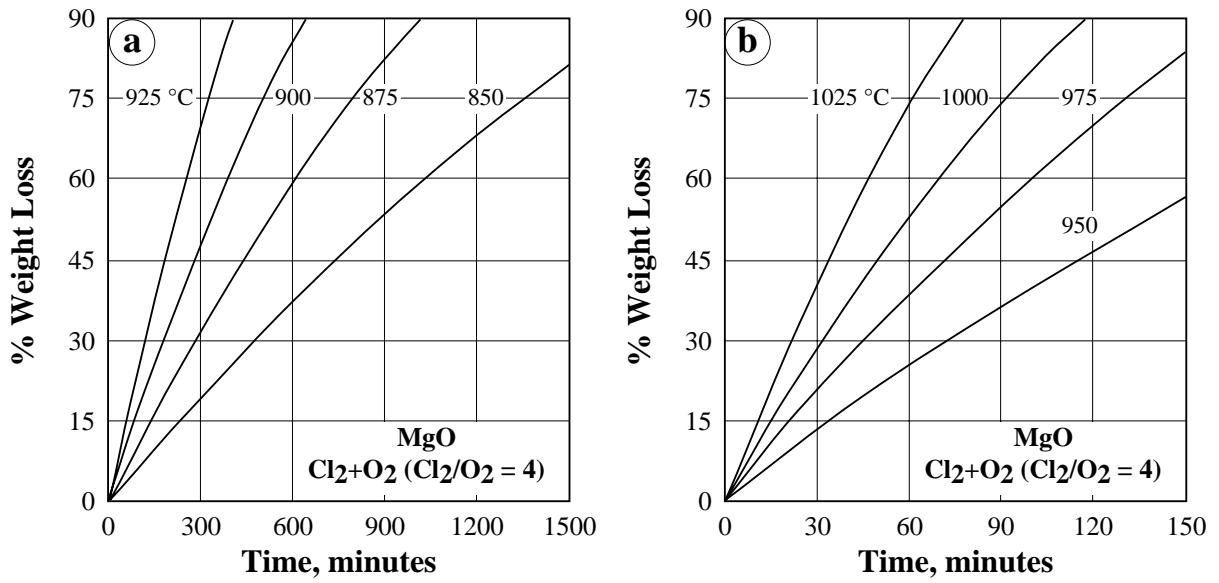 a
% Weight Loss
90
75
60
45
30
15
0
925 °C
900
875
850
MgO
Cl2+O2 (Cl2/O2 = 4)
0 300 600 900 1200 1500
Time, minutes
b
% Weight Loss
90
75
60
45
30
15
0
1025 °C
1000
975
950
MgO
Cl2+O2 (Cl2/O2 = 4)
0 30 60 90 120 150
Time, minutes